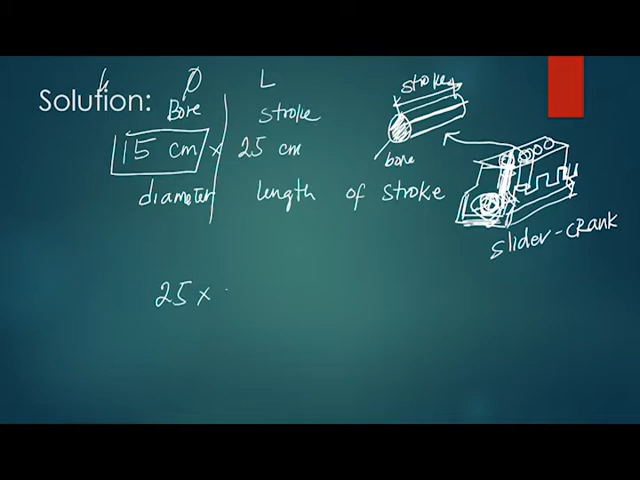 Solution:
D L
Bore stroke
15 cm x 25 cm
diameter length of stroke
25 x
stroke
bore
slider-crank